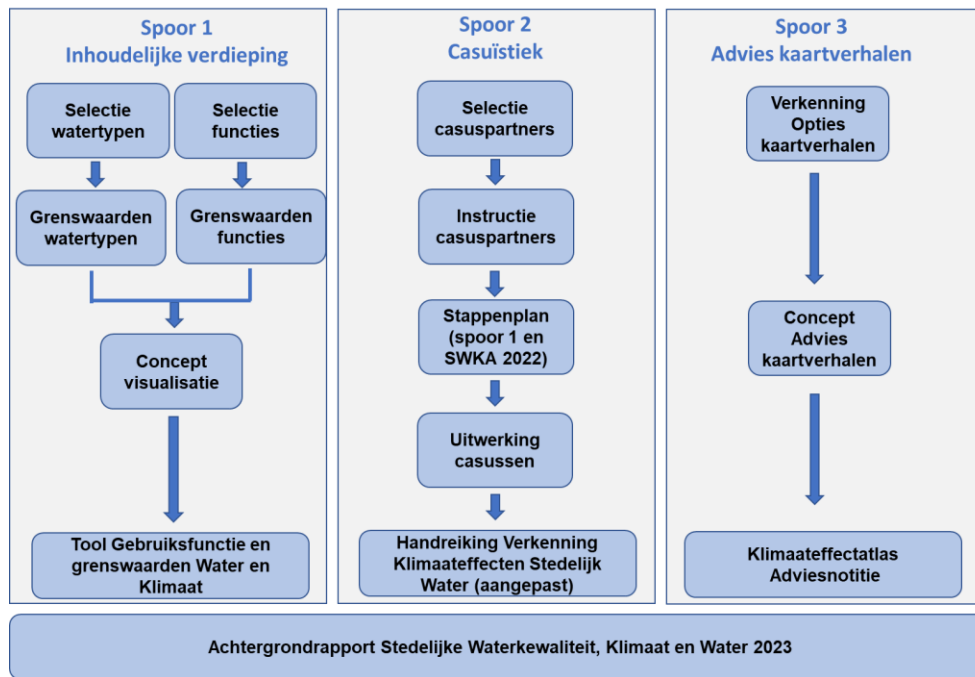 Spoor 1
Inhoudelijke verdieping
Selectie
watertypen
Selectie
functies
Grenswaarden
watertypen
Grenswaarden
functies
Concept
visualisatie
Tool Gebruiksfunctie en
grenswaarden Water en
Klimaat
Spoor 2
Casuïstiek
Selectie
casuspartners
Instructie
casuspartners
Stappenplan
(spoor 1 en
SWKA 2022)
Uitwerking
casussen
Handreiking Verkenning
Klimaateffecten Stedelijk
Water (aangepast)
Spoor 3
Advies kaartverhalen
Verkenning
Opties
kaartverhalen
Concept
Advies
kaartverhalen
Klimaateffectatlas
Adviesnotitie
Achtergrondrapport Stedelijke Waterkewaliteit, Klimaat en Water 2023